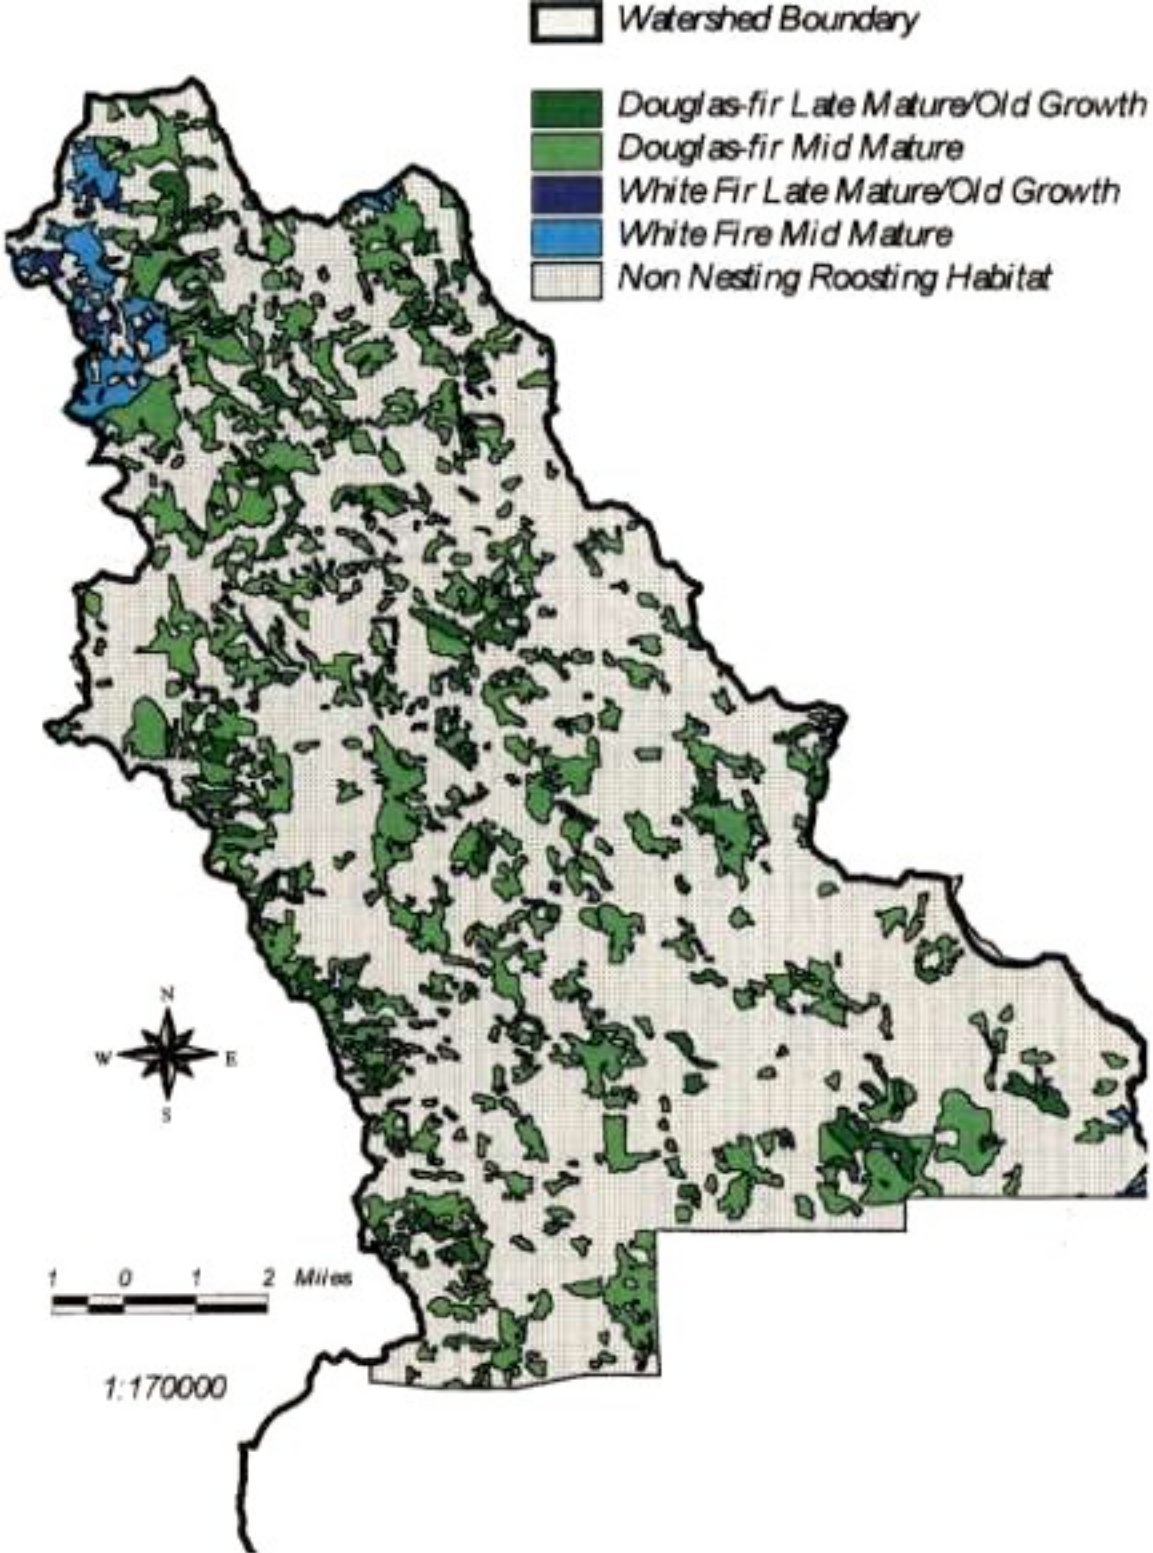 Watershed Boundary
Douglas-fir Late Mature/Old Growth
Douglas-fir Mid Mature
White Fir Late Mature/Old Growth
White Fire Mid Mature
Non Nesting Roosting Habitat
N
W E
S
1 0 1 2 Miles
1:170000